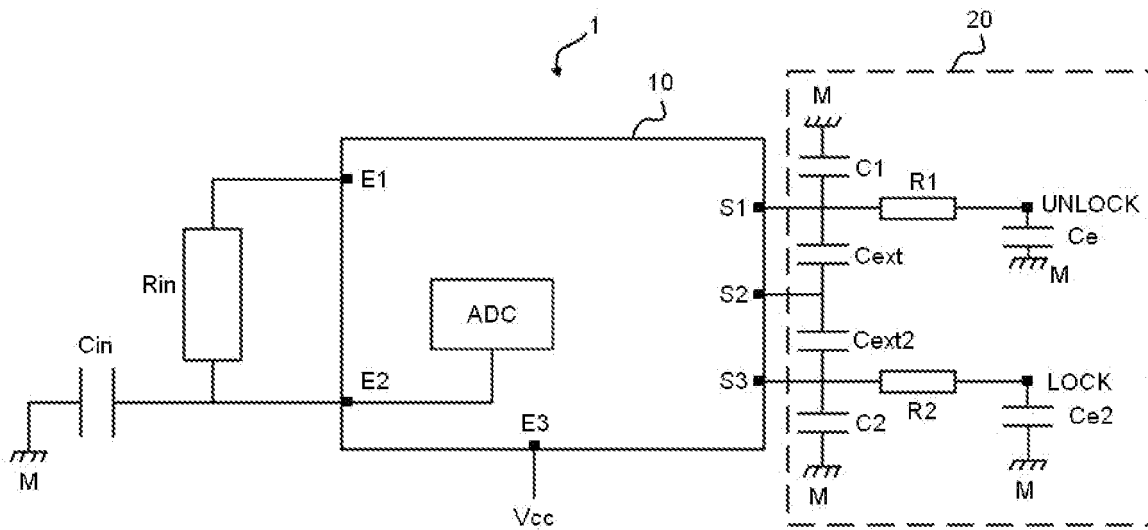 1
20
10
M
C1
E1
R1
S1
UNLOCK
Ce
M
Cext
Rin
ADC
S2
Cin
Cext2
E2
S3
LOCK
R2
Ce2
E3
C2
M
M
M
Vcc